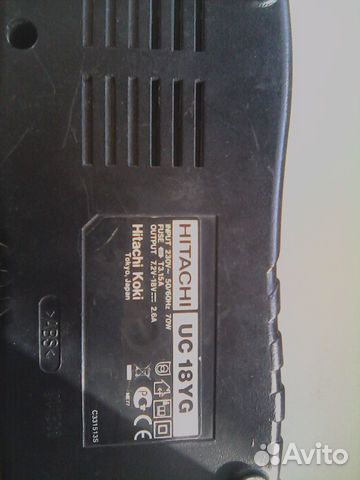 HITACHI UC 18YG
INPUT 230V~ 50/60Hz 70W
FUSE T3.15A
OUTPUT 7.2V-18V 2.6A
Hitachi Koki
Tokyo, Japan
C331513S
>ABS<
Avito